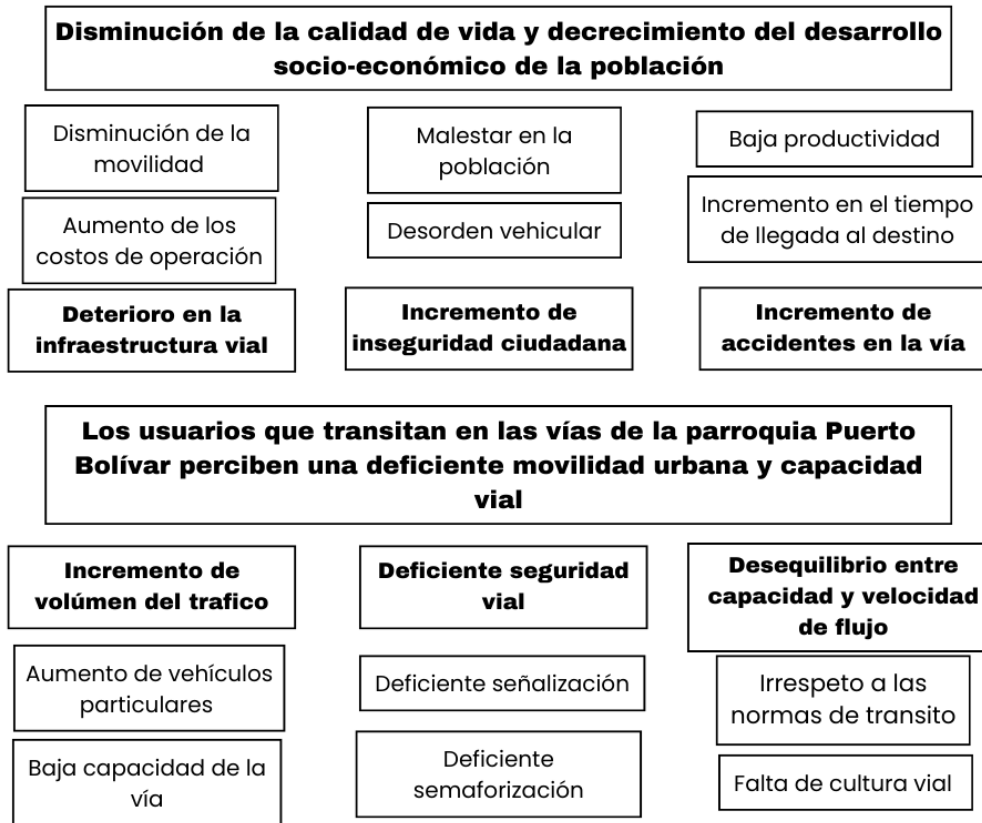 Disminución de la calidad de vida y decrecimiento del desarrollo
socio-económico de la población
Disminución de la
movilidad
Malestar en la
población
Baja productividad
Aumento de los
costos de operación
Desorden vehicular
Incremento en el tiempo
de llegada al destino
Deterioro en la
infraestructura vial
Incremento de
inseguridad ciudadana
Incremento de
accidentes en la vía
Los usuarios que transitan en las vías de la parroquia Puerto
Bolívar perciben una deficiente movilidad urbana y capacidad
vial
Incremento de
volúmen del trafico
Deficiente seguridad
vial
Desequilibrio entre
capacidad y velocidad
de flujo
Aumento de vehículos
particulares
Deficiente señalización
Irrespeto a las
normas de transito
Baja capacidad de la
vía
Deficiente
semaforización
Falta de cultura vial